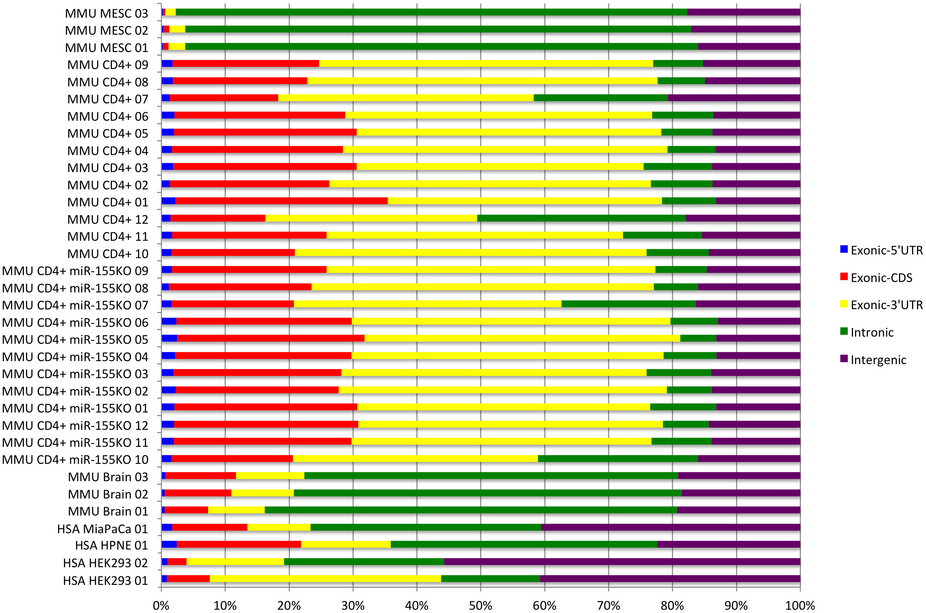 MMU MESC 03
MMU MESC 02
MMU MESC 01
MMU CD4+ 09
MMU CD4+ 08
MMU CD4+ 07
MMU CD4+ 06
MMU CD4+ 05
MMU CD4+ 04
MMU CD4+ 03
MMU CD4+ 02
MMU CD4+ 01
MMU CD4+ 12
MMU CD4+ 11
MMU CD4+ 10
MMU CD4+ miR-155KO 09
MMU CD4+ miR-155KO 08
MMU CD4+ miR-155KO 07
MMU CD4+ miR-155KO 06
MMU CD4+ miR-155KO 05
MMU CD4+ miR-155KO 04
MMU CD4+ miR-155KO 03
MMU CD4+ miR-155KO 02
MMU CD4+ miR-155KO 01
MMU CD4+ miR-155KO 12
MMU CD4+ miR-155KO 11
MMU CD4+ miR-155KO 10
MMU Brain 03
MMU Brain 02
MMU Brain 01
HSA MiaPaCa 01
HSA HPNE 01
HSA HEK293 02
HSA HEK293 01
0% 10% 20% 30% 40% 50% 60% 70% 80% 90% 100%
Exonic-5'UTR
Exonic-CDS
Exonic-3'UTR
Intronic
Intergenic